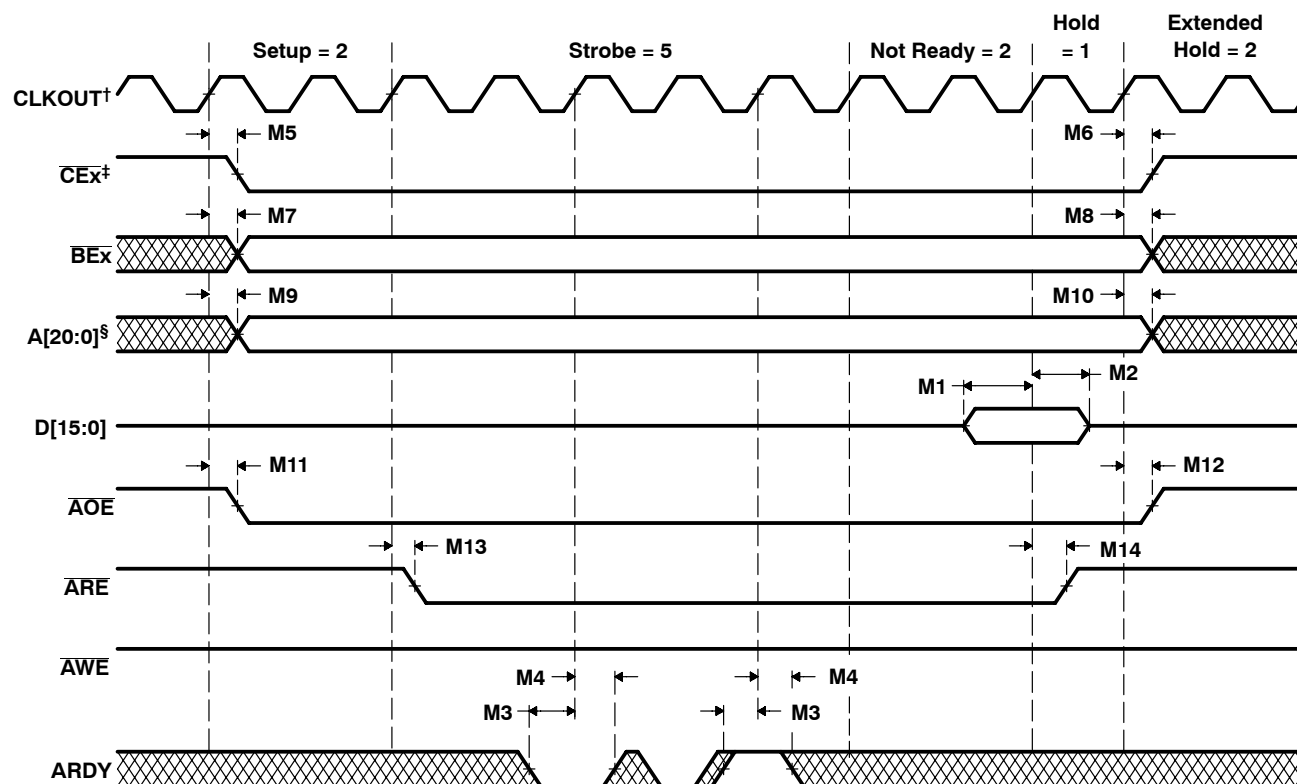 Setup = 2
Strobe = 5
Not Ready = 2
Hold
= 1
Extended
Hold = 2
CLKOUT†
M5
M6
CEx‡
M7
M8
BEx
M9
M10
A[20:0]§
M1
M2
D[15:0]
M11
M12
AOE
M13
M14
ARE
AWE
M4
M4
M3
M3
ARDY